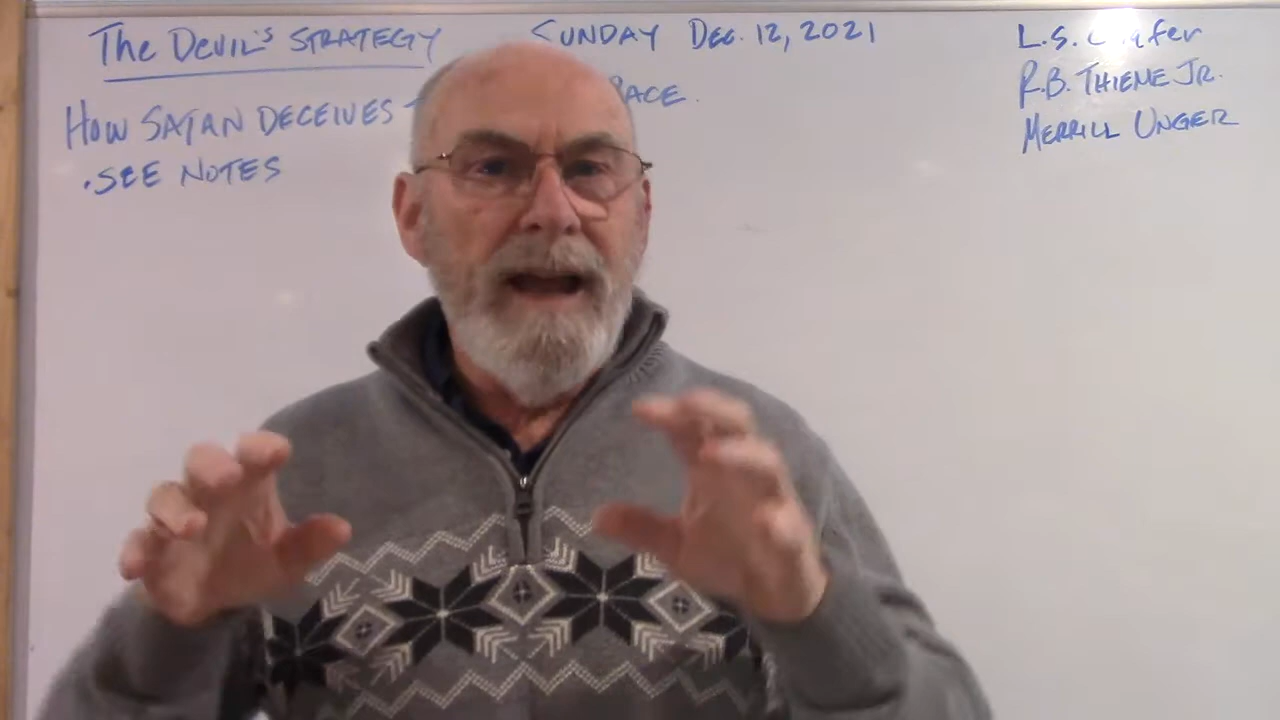 The Devil's Strategy
Sunday Dec. 12, 2021
How Satan Deceives
• See Notes
L.S.
R.B. Thieme Jr.
Merrill Unger